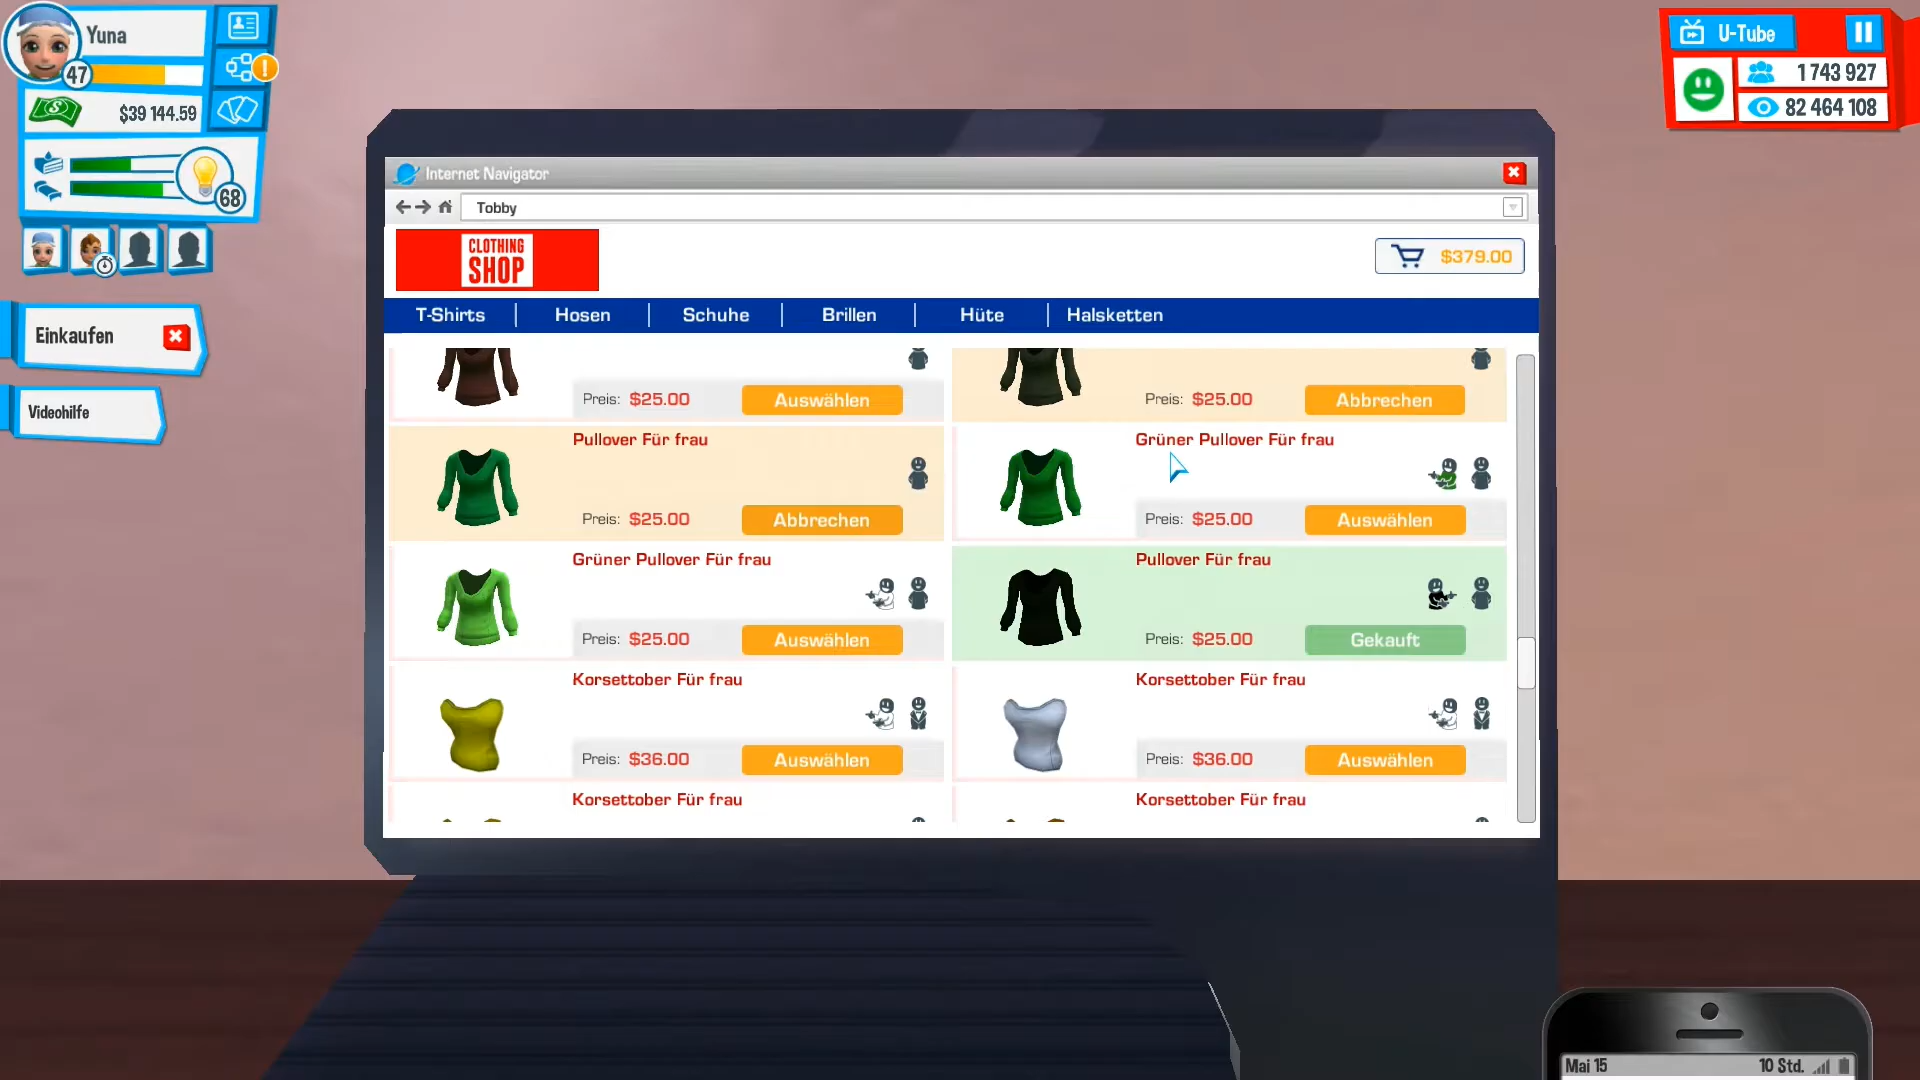 Yuna
47
$39 144.59
68
Einkaufen
Videohilfe
U-Tube
1 743 927
82 464 108
Internet Navigator
Tobby
CLOTHING
SHOP
$379.00
T-Shirts Hosen Schuhe Brillen Hüte Halsketten
Preis: $25.00 Auswählen
Preis: $25.00 Abbrechen
Pullover Für frau
Preis: $25.00 Abbrechen
Grüner Pullover Für frau
Preis: $25.00 Auswählen
Grüner Pullover Für frau
Preis: $25.00 Auswählen
Pullover Für frau
Preis: $25.00 Gekauft
Korsettober Für frau
Preis: $36.00 Auswählen
Korsettober Für frau
Preis: $36.00 Auswählen
Korsettober Für frau
Korsettober Für frau
Mai 15 10 Std.